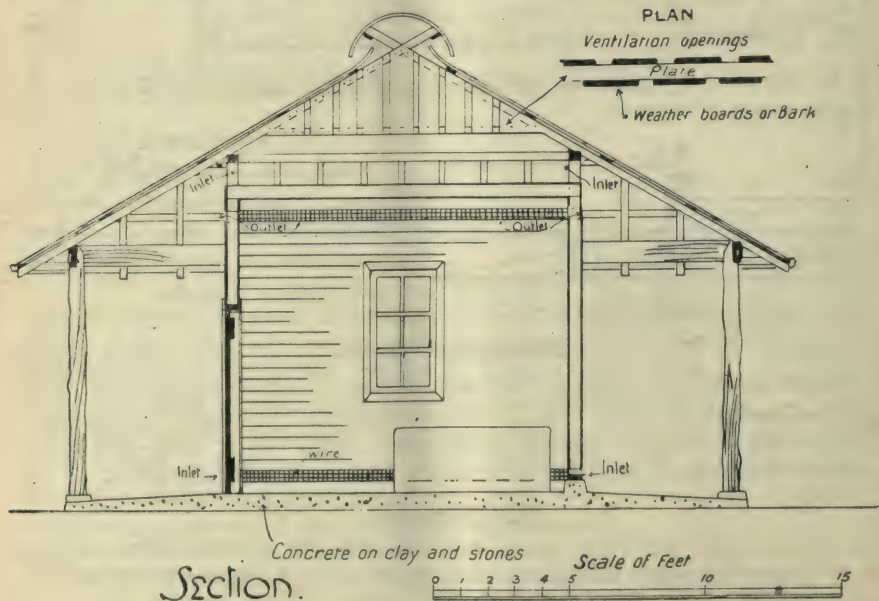 PLAN
Ventilation openings
Plate
Weather boards or Bark
Inlet
Inlet
Outlet
Outlet
wire
Inlet
Inlet
Concrete on clay and stones
Section.
Scale of Feet
0 1 2 3 4 5 10 15